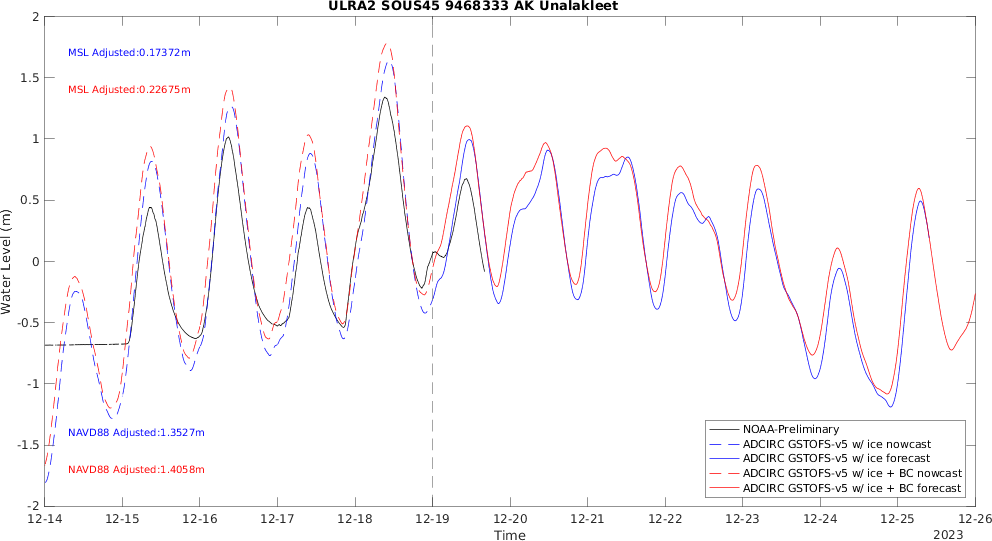 ULRA2 SOUS45 9468333 AK Unalakleet
MSL Adjusted:0.17372m
MSL Adjusted:0.22675m
NAVD88 Adjusted:1.3527m
NAVD88 Adjusted:1.4058m
Water Level (m)
2
1.5
1
0.5
0
-0.5
-1
-1.5
-2
NOAA-Preliminary
ADCIRC GSTOFS-v5 w/ ice nowcast
ADCIRC GSTOFS-v5 w/ ice forecast
ADCIRC GSTOFS-v5 w/ ice + BC nowcast
ADCIRC GSTOFS-v5 w/ ice + BC forecast
12-14 12-15 12-16 12-17 12-18 12-19 12-20 12-21 12-22 12-23 12-24 12-25 12-26
Time
2023